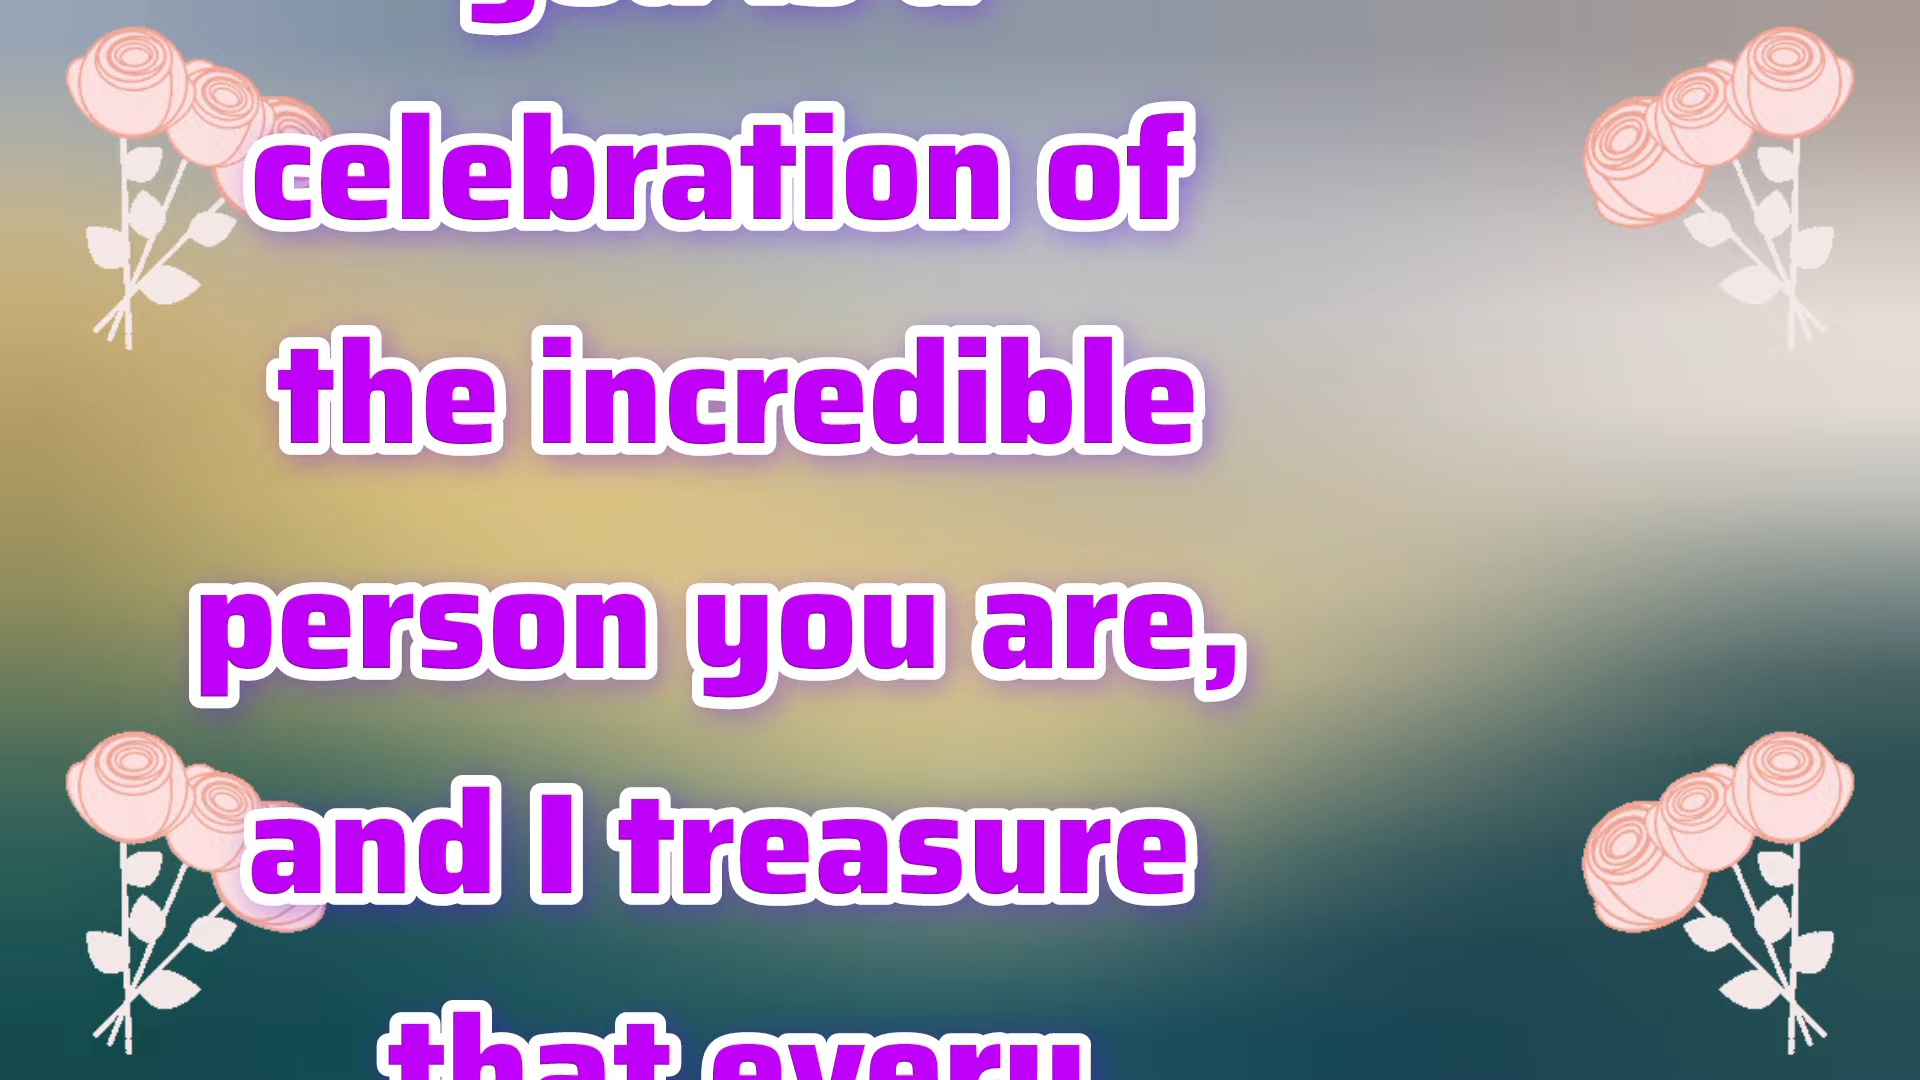 celebration of
the incredible
person you are,
and I treasure
that every